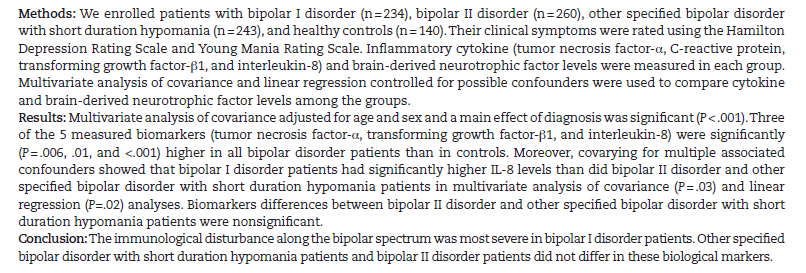 Methods: We enrolled patients with bipolar I disorder (n=234), bipolar II disorder (n=260), other specified bipolar disorder
with short duration hypomania (n=243), and healthy controls (n=140). Their clinical symptoms were rated using the Hamilton
Depression Rating Scale and Young Mania Rating Scale. Inflammatory cytokine (tumor necrosis factor-α, C-reactive protein,
transforming growth factor-β1, and interleukin-8) and brain-derived neurotrophic factor levels were measured in each group.
Multivariate analysis of covariance and linear regression controlled for possible confounders were used to compare cytokine
and brain-derived neurotrophic factor levels among the groups.
Results: Multivariate analysis of covariance adjusted for age and sex and a main effect of diagnosis was significant (P<.001). Three
of the 5 measured biomarkers (tumor necrosis factor-α, transforming growth factor-β1, and interleukin-8) were significantly
(P=.006, .01, and <.001) higher in all bipolar disorder patients than in controls. Moreover, covarying for multiple associated
confounders showed that bipolar I disorder patients had significantly higher IL-8 levels than did bipolar II disorder and other
specified bipolar disorder with short duration hypomania patients in multivariate analysis of covariance (P=.03) and linear
regression (P=.02) analyses. Biomarkers differences between bipolar II disorder and other specified bipolar disorder with short
duration hypomania patients were nonsignificant.
Conclusion: The immunological disturbance along the bipolar spectrum was most severe in bipolar I disorder patients. Other specified
bipolar disorder with short duration hypomania patients and bipolar II disorder patients did not differ in these biological markers.